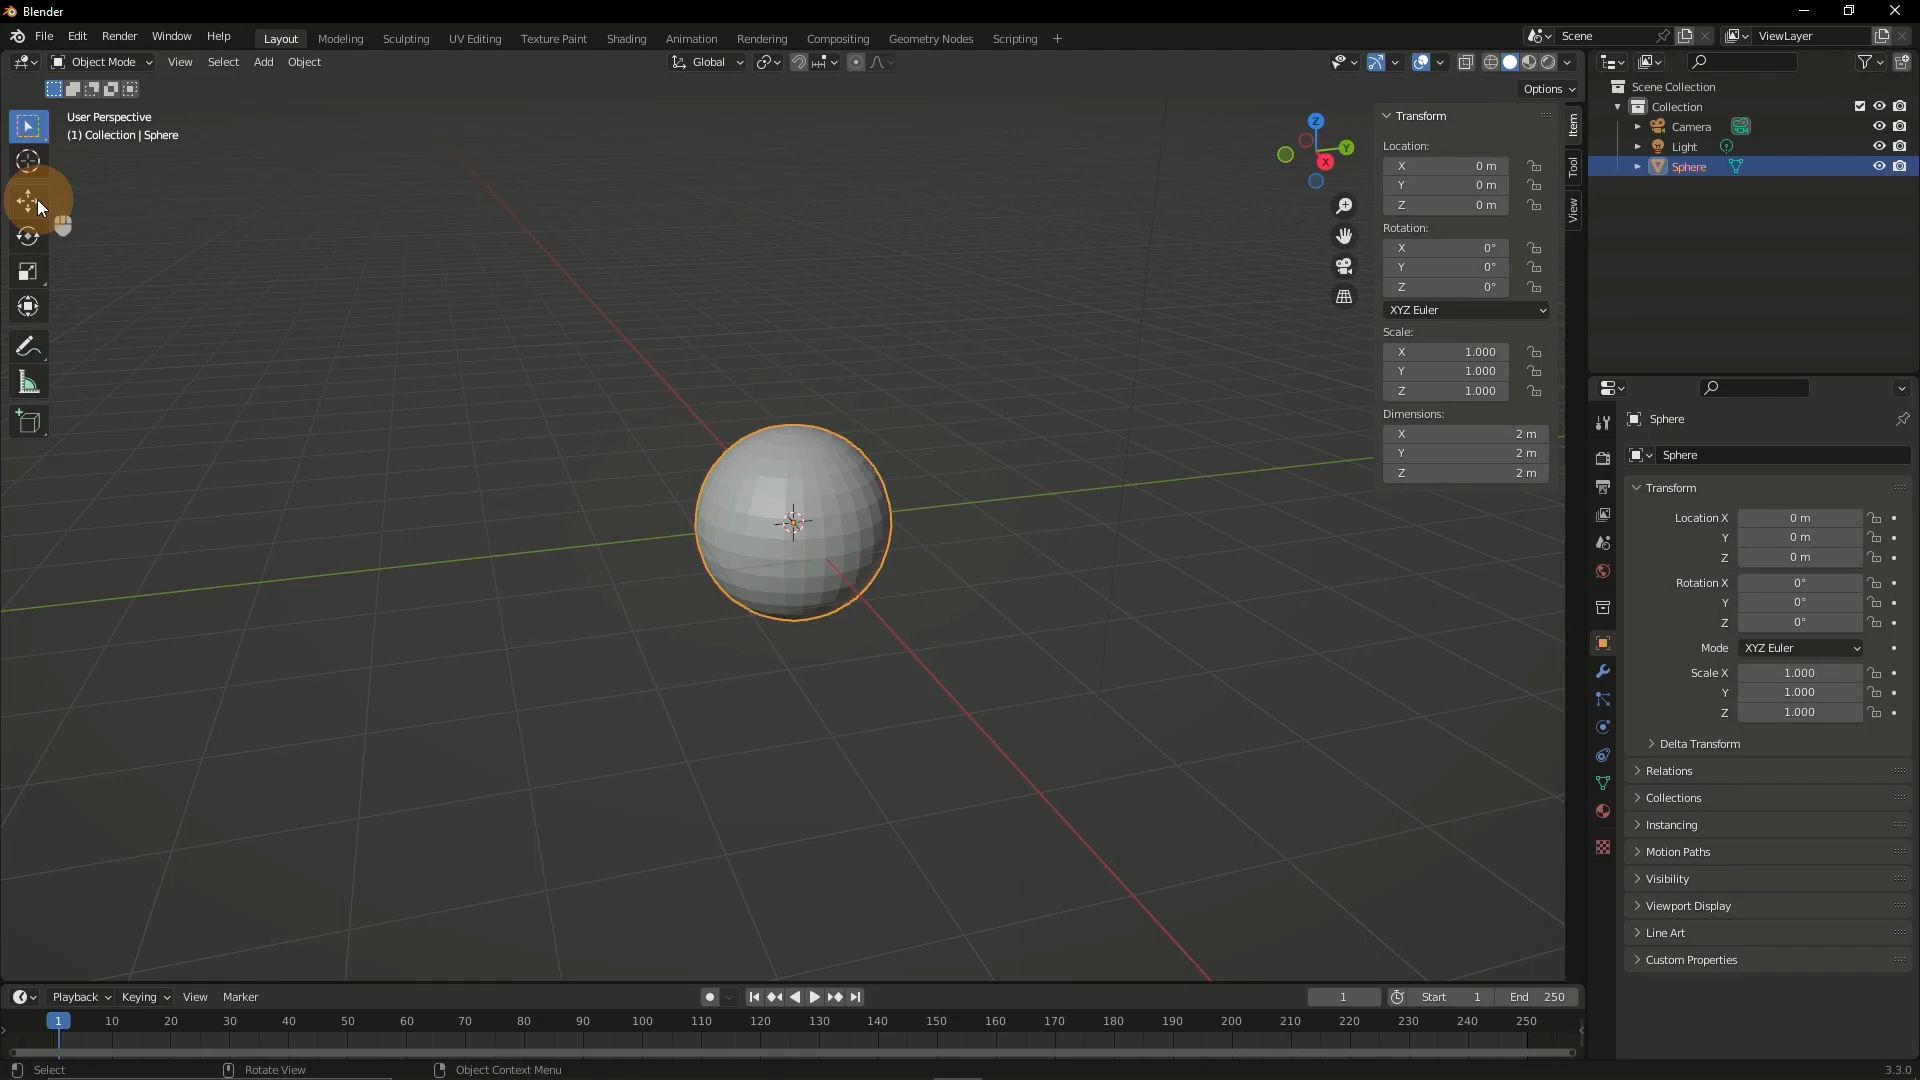 Blender
File Edit Render Window Help Layout Modeling Sculpting UV Editing Texture Paint Shading Animation Rendering Compositing Geometry Nodes Scripting + Scene ViewLayer
Object Mode View Select Add Object Global
Options
User Perspective
(1) Collection | Sphere
Z
Y
X
Transform
Location:
X 0 m
Y 0 m
Z 0 m
Rotation:
X 0°
Y 0°
Z 0°
XYZ Euler
Scale:
X 1.000
Y 1.000
Z 1.000
Dimensions:
X 2 m
Y 2 m
Z 2 m
Item
Tool
View
Scene Collection
Collection
Camera
Light
Sphere
Sphere
Sphere
Transform
Location X 0 m
Y 0 m
Z 0 m
Rotation X 0°
Y 0°
Z 0°
Mode XYZ Euler
Scale X 1.000
Y 1.000
Z 1.000
Delta Transform
Relations
Collections
Instancing
Motion Paths
Visibility
Viewport Display
Line Art
Custom Properties
Playback Keying View Marker 1 Start 1 End 250
1 10 20 30 40 50 60 70 80 90 100 110 120 130 140 150 160 170 180 190 200 210 220 230 240 250
Select Rotate View Object Context Menu 3.3.0